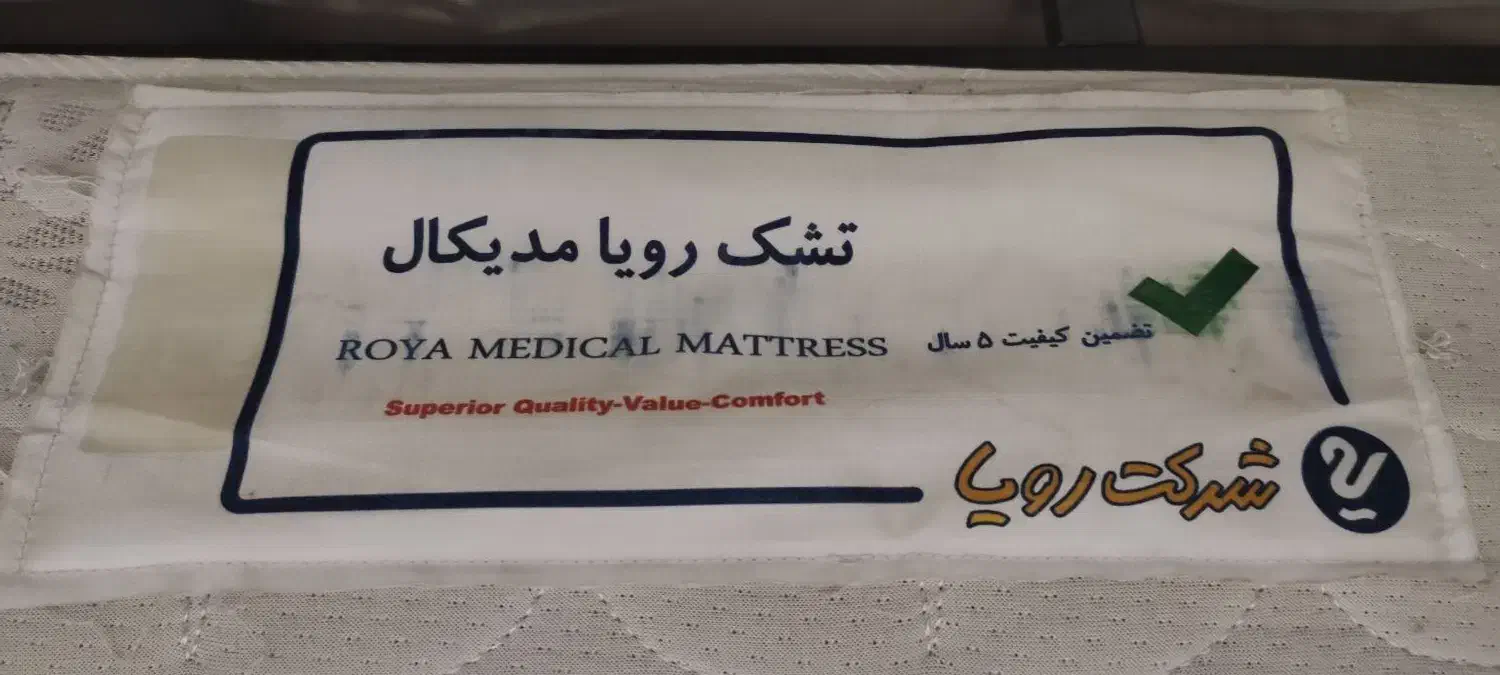 تشک رویا مدیکال
ROYA MEDICAL MATTRESS
تضمین کیفیت ۵ سال
Superior Quality-Value-Comfort
شرکت رویا